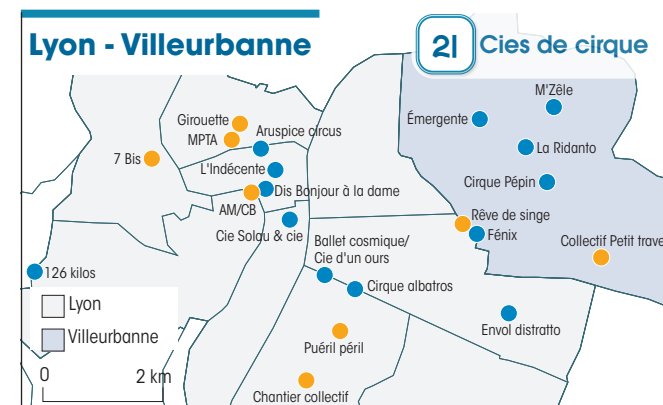 Lyon - Villeurbanne
21 Cies de cirque
M'Zêle
Émergente
Girouette
MPTA
Aruspice circus
La Ridanto
7 Bis
L'Indécente
Cirque Pépin
Dis Bonjour à la dame
AM/CB
Rêve de singe
Cie Solau & cie
Fénix
Ballet cosmique/
Cie d'un ours
Collectif Petit trave
126 kilos
Cirque albatros
Lyon
Envol distratto
Villeurbanne
Puéril péril
0 2 km
Chantier collectif